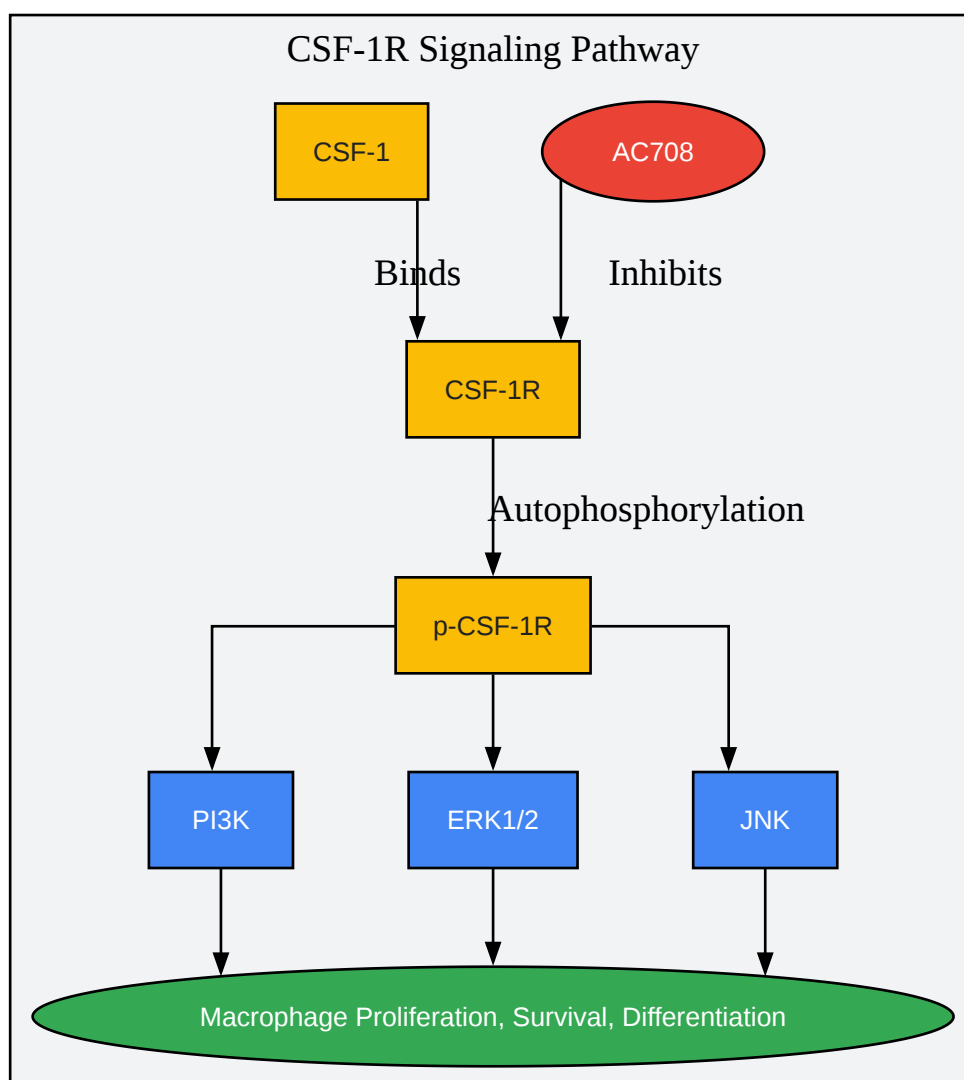 CSF-1R Signaling Pathway
CSF-1
AC708
Binds
Inhibits
CSF-1R
Autophosphorylation
p-CSF-1R
PI3K
ERK1/2
JNK
Macrophage Proliferation, Survival, Differentiation